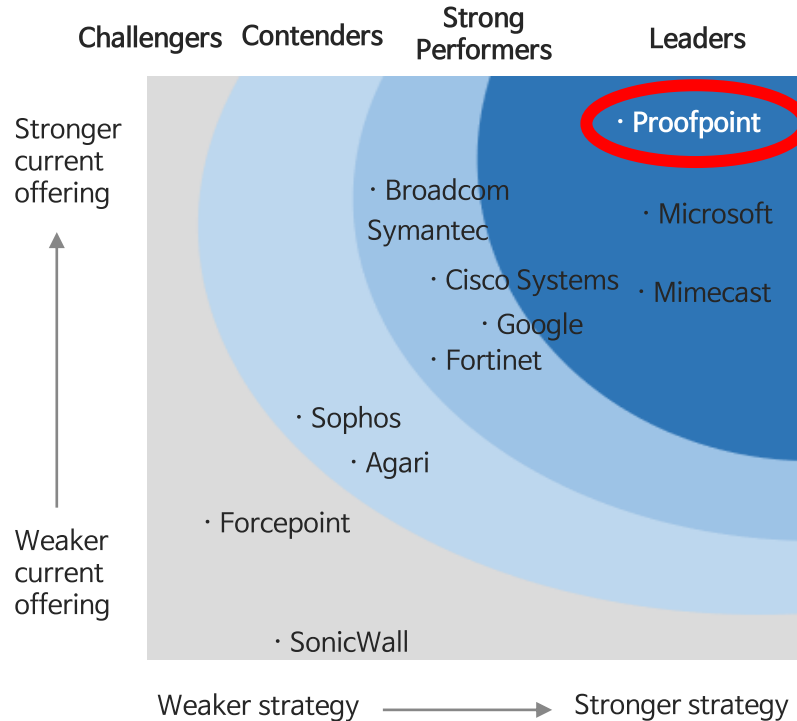 Challengers
Contenders
Strong
Performers
Leaders
Stronger
current
offering
· Proofpoint
· Broadcom
Symantec
· Microsoft
· Cisco Systems
· Mimecast
· Google
· Fortinet
· Sophos
· Agari
· Forcepoint
Weaker
current
offering
· SonicWall
Weaker strategy
Stronger strategy